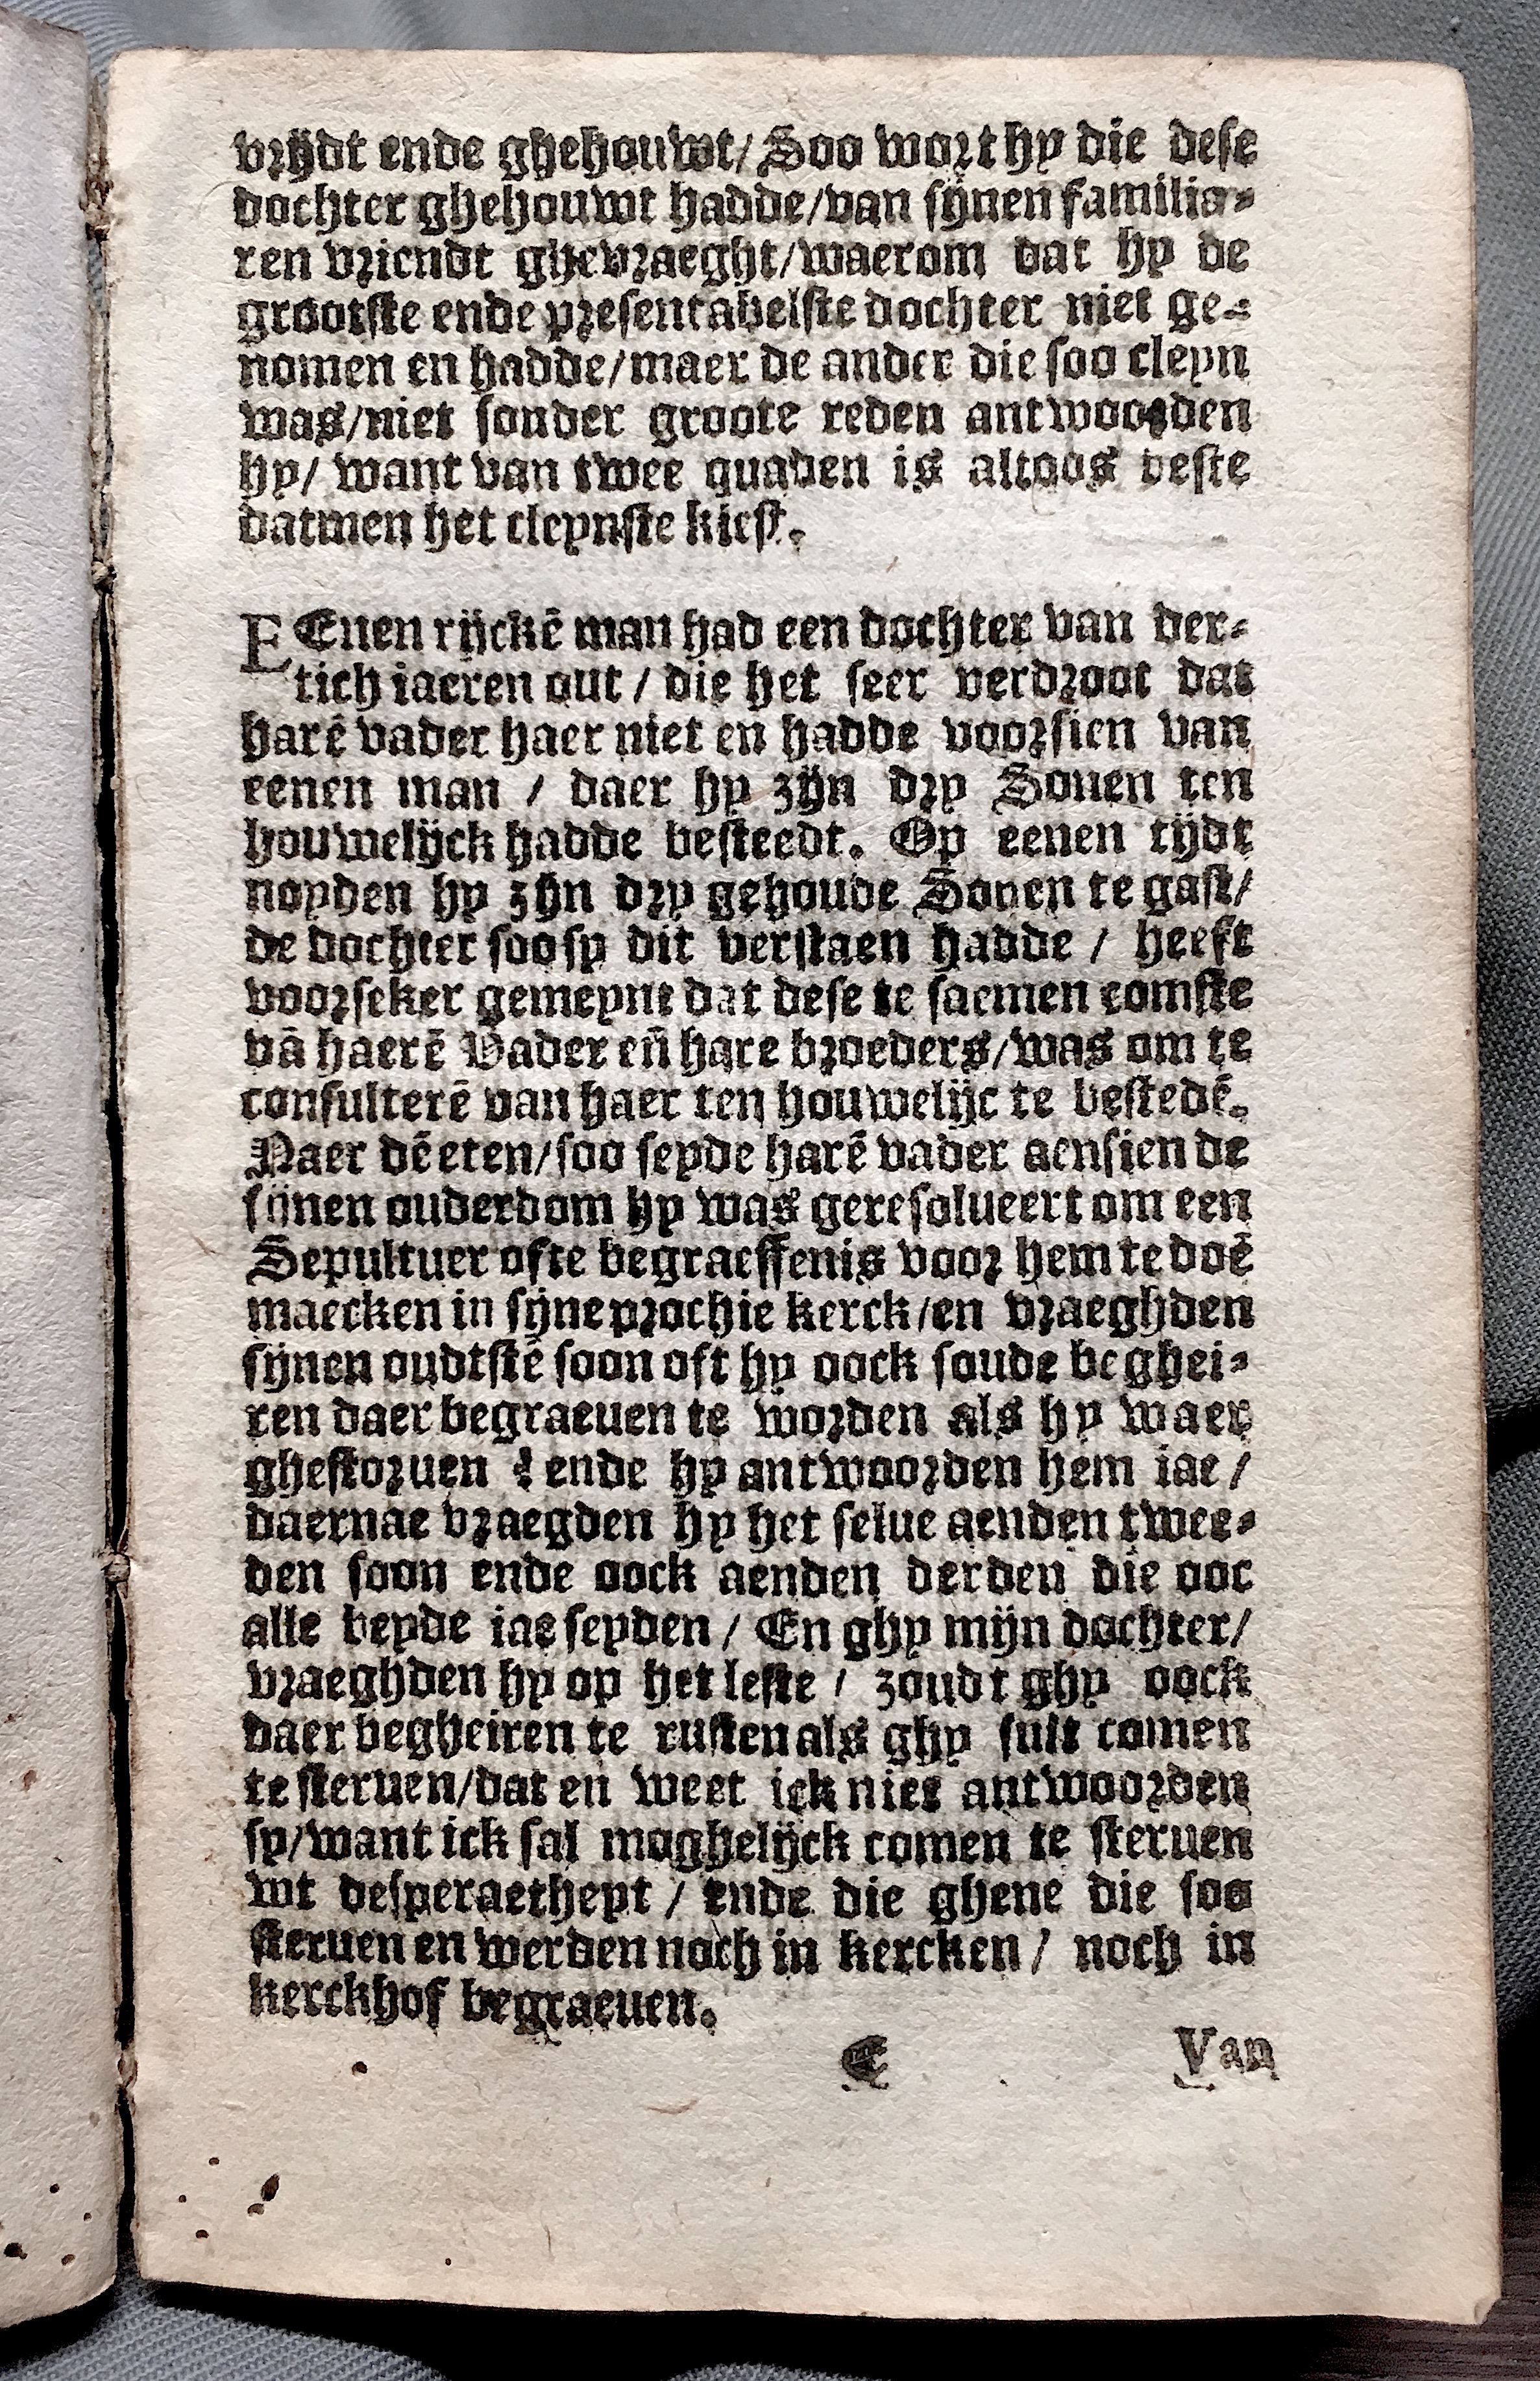 vrijdt ende ghehouwt/ Soo wort hy die dese
dochter ghehouwt hadde/van sijnen familia-
ren vriendt ghevraeght/waerom dat hy de
grootste ende presentabelste dochter niet ge-
nomen en hadde/maer de ander die soo cleyn
was/niet sonder groote reden antwoorden
hy/ want van twee quaden is altoos beste
datmen het cleynste kiest.
EEnen rijckē man had een dochter van der-
tich iaeren out / die het seer verdroot dat
harē vader haer niet en hadde voorsien van
eenen man / daer hy zijn dry Sonen ten
houwelijck hadde besteedt. Op eenen tijdt
noyden hy zijn dry gehoude Sonen te gast/
de dochter soo sy dit verstaen hadde / heeft
voorseker gemeynt dat dese te saemen comste
vā haerē Vader eñ hare broeders/was om te
consulterē van haer ten houwelijc te bestedē.
Naer dē eten/soo seyde harē vader aensiende
sijnen ouderdom hy was geresolueert om een
Sepultuer ofte begraeffenis voor hem te doē
maecken in sijne prochie kerck/en vraeghden
sijnen oudtstē soon oft hy oock soude beghei-
ren daer begraeuen te worden als hy waer
ghestoruen ? ende hy antwoorden hem iae /
daernae vraegden hy het selue aenden twee-
den soon ende oock aenden derden die ooc
alle beyde iae seyden / En ghy mijn dochter/
vraeghden hy op het leste / zoudt ghy oock
daer begheiren te rusten als ghy sult comen
te steruen/dat en weet ick niet antwoorden
sy/want ick sal moghelijck comen te steruen
wt desperaetheyt / ende die ghene die soo
steruen en werden noch in kercken / noch in
kerckhof begraeuen.
C Van